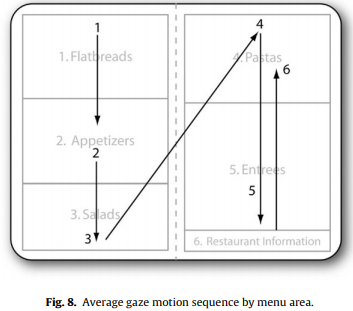 1
1. Flatbreads
2. Appetizers
2
3. Salads
3
4
4. Pastas
6
5. Entrees
5
6. Restaurant Information
Fig. 8. Average gaze motion sequence by menu area.